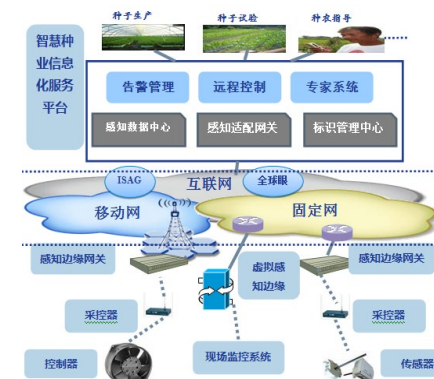 种子生产
种子试验
种农指导
智慧种
业信息
化服务
平台
告警管理
远程控制
专家系统
感知数据中心
感知适配网关
标识管理中心
ISAG
互联网
全球眼
移动网
固定网
感知边缘网关
虚拟感
知边缘
感知边缘网关
采控器
采控器
控制器
现场监控系统
传感器